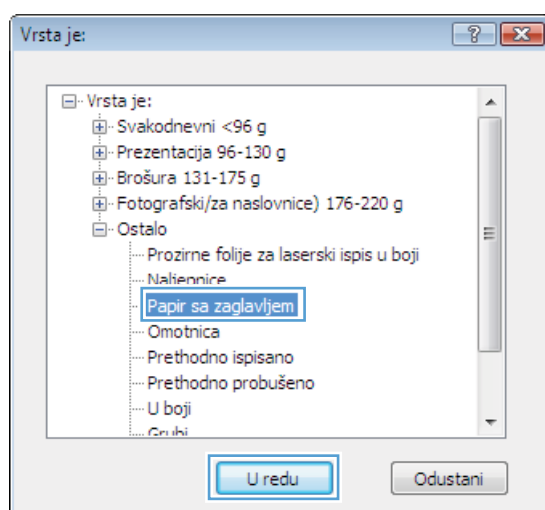 Vrsta je:
Vrsta je:
Svakodnevni <96 g
Prezentacija 96-130 g
Brošura 131-175 g
Fotografski/za naslovnice) 176-220 g
Ostalo
Prozirne folije za laserski ispis u boji
Naljepnice
Papir sa zaglavljem
Omotnica
Prethodno ispisano
Prethodno probušeno
U boji
Grubi
U redu Odustani